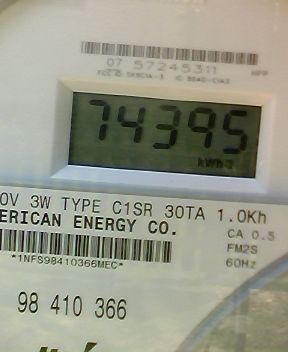 07 57245311
74395
kWh
0V 3W TYPE C1SR 30TA 1.0Kh
ERICAN ENERGY CO.
CA 0.5
FM2S
60Hz
*1NFS98410366MEC*
98 410 366